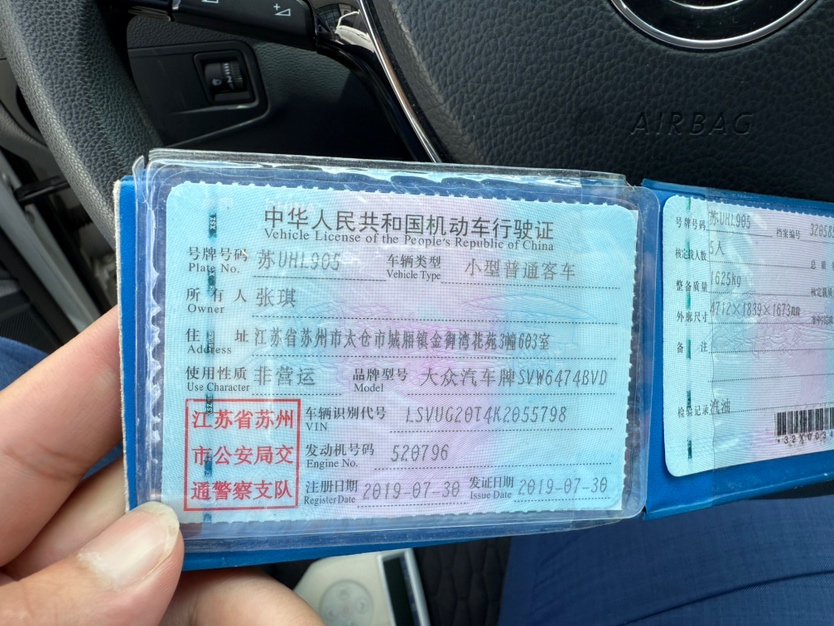 AIRBAG
中华人民共和国机动车行驶证
Vehicle License of the People's Republic of China
号牌号码 苏UHL905 车辆类型 小型普通客车
Plate No. Vehicle Type
所有人 张琪
Owner
住址 江苏省苏州市太仓市城厢镇金御湾花苑3幢603室
Address
使用性质 非营运 品牌型号 大众汽车牌SVW6474BVD
Use Character Model
江苏省苏州
市公安局交
通警察支队
车辆识别代号 LSVUG20T4K2055798
VIN
发动机号码 520796
Engine No.
注册日期 2019-07-30 发证日期 2019-07-30
Register Date Issue Date
号牌号码 苏UHL905 档案编号
核定载人数 5人
整备质量 1625kg
外廓尺寸 4712×1839×1673
备注
检验记录 汽油